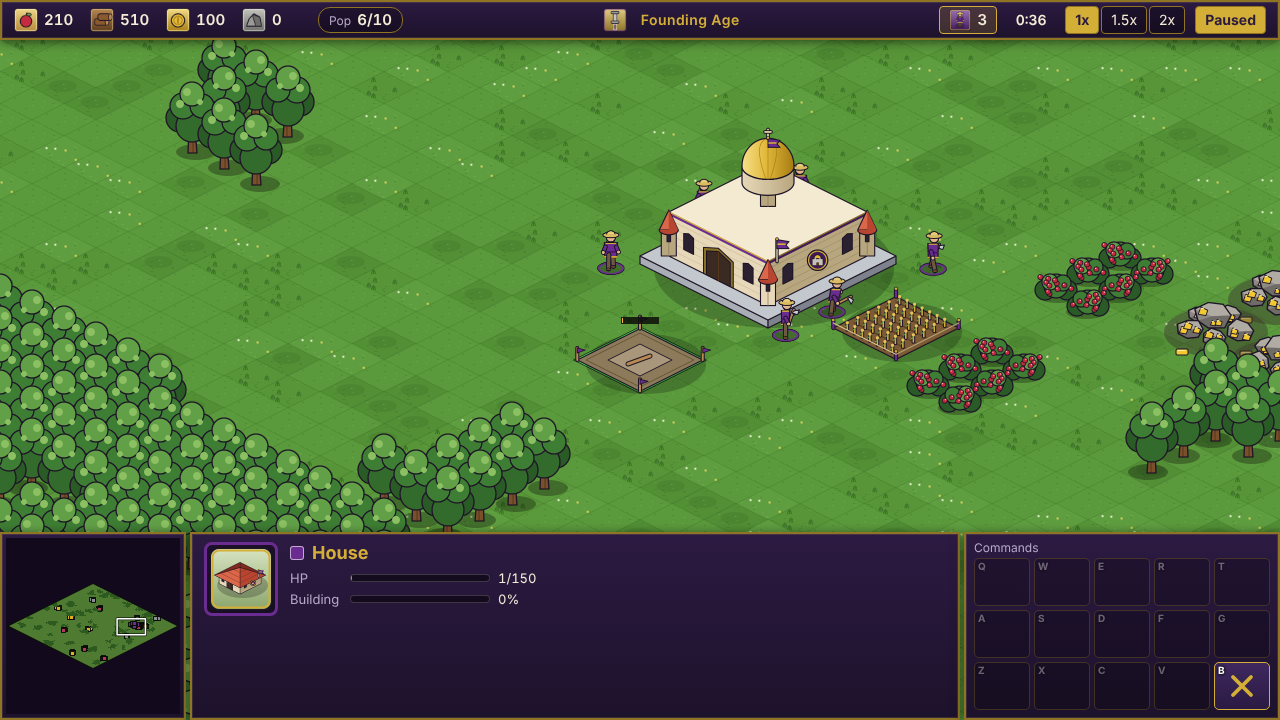 210 510 100 0 Pop 6/10 Founding Age 3 0:36 1x 1.5x 2x Paused
House
HP 1/150
Building 0%
Commands
Q W E R T
A S D F G
Z X C V B